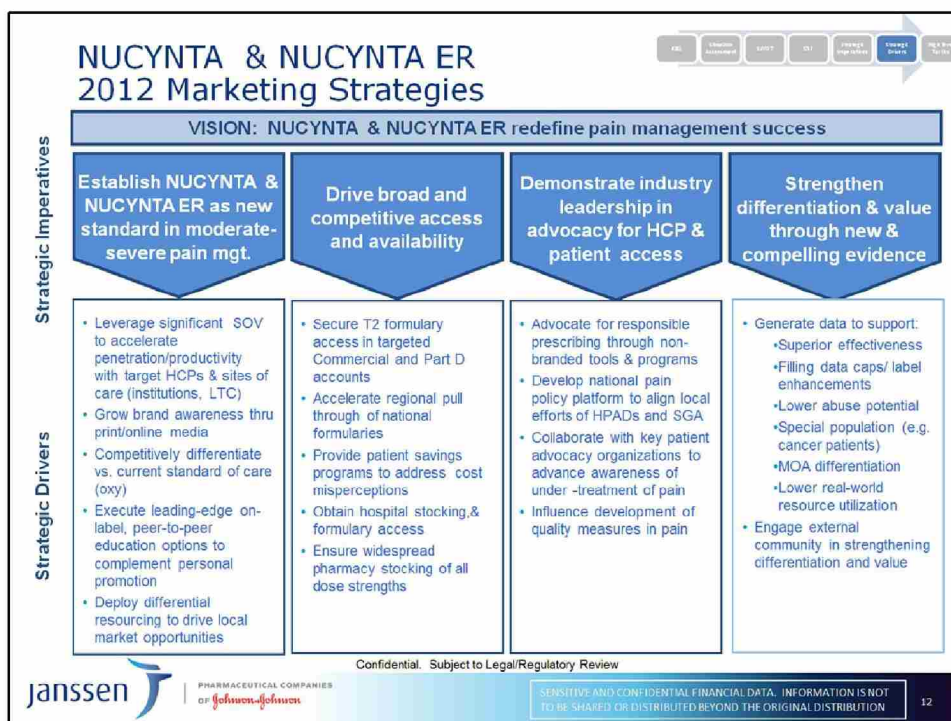 NUCYNTA & NUCYNTA ER
2012 Marketing Strategies
Strategic
Imperatives
Strategic
Drivers
VISION: NUCYNTA & NUCYNTA ER redefine pain management success
Strategic Imperatives
Establish NUCYNTA &
NUCYNTA ER as new
standard in moderate-
severe pain mgt.
Drive broad and
competitive access
and availability
Demonstrate industry
leadership in
advocacy for HCP &
patient access
Strengthen
differentiation & value
through new &
compelling evidence
Strategic Drivers
• Leverage significant SOV
to accelerate
penetration/productivity
with target HCPs & sites of
care (institutions, LTC)
• Grow brand awareness thru
print/online media
• Competitively differentiate
vs. current standard of care
(oxy)
• Execute leading-edge on-
label, peer-to-peer
education options to
complement personal
promotion
• Deploy differential
resourcing to drive local
market opportunities
• Secure T2 formulary
access in targeted
Commercial and Part D
accounts
• Accelerate regional pull
through of national
formularies
• Provide patient savings
programs to address cost
misperceptions
• Obtain hospital stocking,&
formulary access
• Ensure widespread
pharmacy stocking of all
dose strengths
• Advocate for responsible
prescribing through non-
branded tools & programs
• Develop national pain
policy platform to align local
efforts of HPADs and SGA
• Collaborate with key patient
advocacy organizations to
advance awareness of
under -treatment of pain
• Influence development of
quality measures in pain
• Generate data to support:
•Superior effectiveness
•Filling data caps/ label
enhancements
•Lower abuse potential
•Special population (e.g.
cancer patients)
•MOA differentiation
•Lower real-world
resource utilization
• Engage external
community in strengthening
differentiation and value
Confidential. Subject to Legal/Regulatory Review
janssen
PHARMACEUTICAL COMPANIES
OF Johnson & Johnson
SENSITIVE AND CONFIDENTIAL FINANCIAL DATA. INFORMATION IS NOT
TO BE SHARED OR DISTRIBUTED BEYOND THE ORIGINAL DISTRIBUTION
12